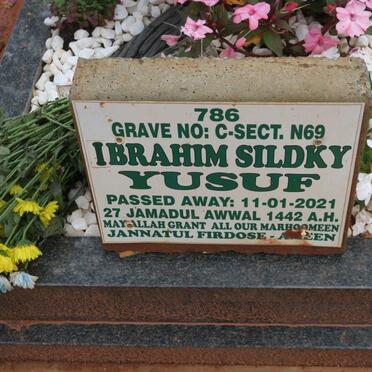 786
GRAVE NO: C-SECT. N69
IBRAHIM SILDKY
YUSUF
PASSED AWAY: 11-01-2021
27 JAMADUL AWWAL 1442 A.H.
MAY ALLAH GRANT ALL OUR MARHOOMEEN
JANNATUL FIRDOSE - AMEEN